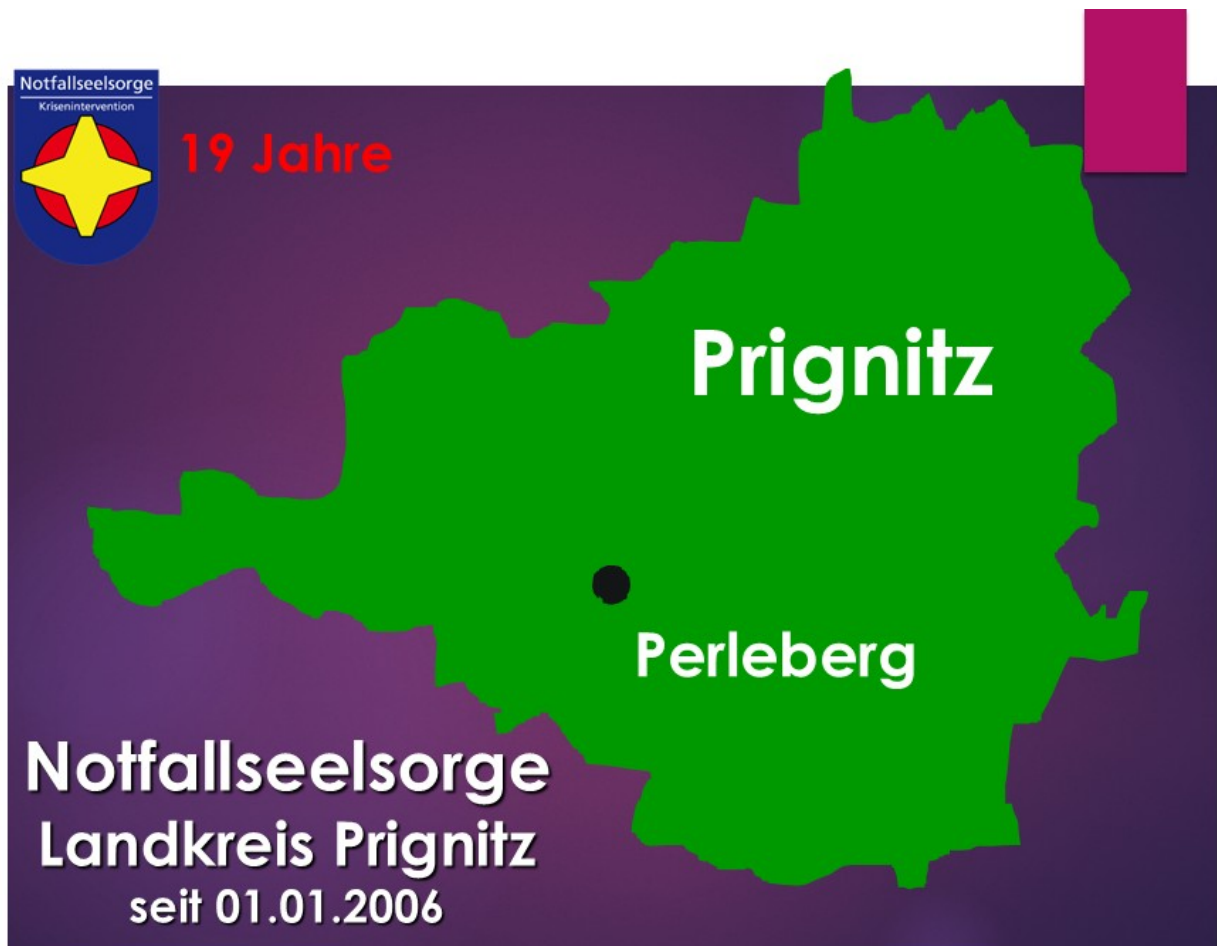 Notfallseelsorge
Krisenintervention
19 Jahre
Prignitz
Perleberg
Notfallseelsorge
Landkreis Prignitz
seit 01.01.2006